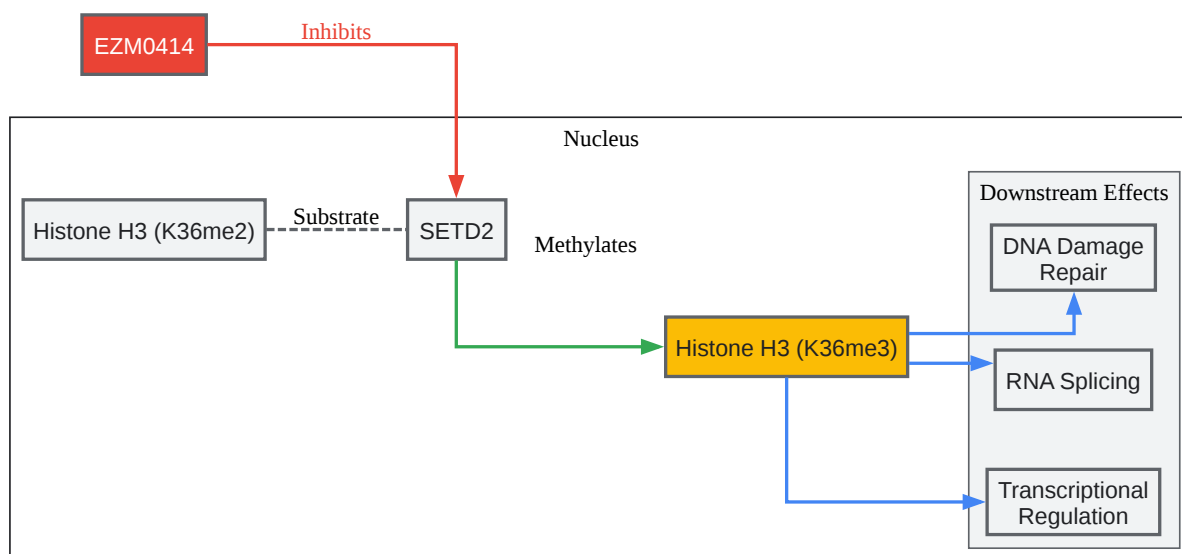 EZM0414
Inhibits
Nucleus
Histone H3 (K36me2)
Substrate
SETD2
Methylates
Histone H3 (K36me3)
Downstream Effects
DNA Damage
Repair
RNA Splicing
Transcriptional
Regulation